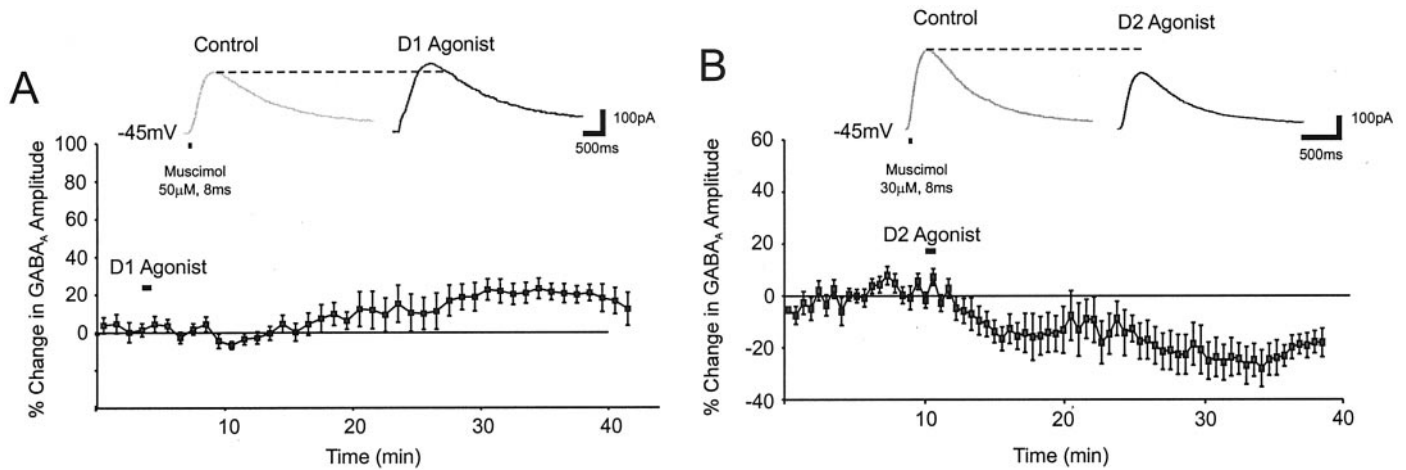 A
Control
D1 Agonist
-45mV
100pA
500ms
Muscimol
50μM, 8ms
D1 Agonist
% Change in GABA_A Amplitude
100
80
60
40
20
0
10
20
30
40
Time (min)
B
Control
D2 Agonist
-45mV
100pA
500ms
Muscimol
30μM, 8ms
D2 Agonist
% Change in GABA_A Amplitude
60
40
20
0
-20
-40
10
20
30
40
Time (min)